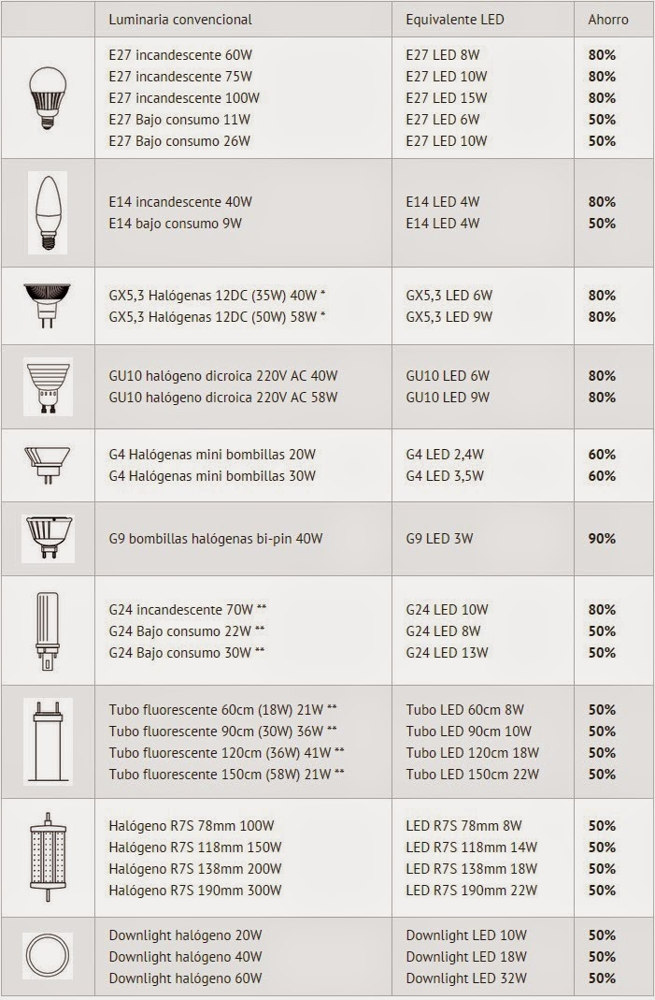 Luminaria convencional Equivalente LED Ahorro
E27 incandescente 60W E27 LED 8W 80%
E27 incandescente 75W E27 LED 10W 80%
E27 incandescente 100W E27 LED 15W 80%
E27 Bajo consumo 11W E27 LED 6W 50%
E27 Bajo consumo 26W E27 LED 10W 50%
E14 incandescente 40W E14 LED 4W 80%
E14 bajo consumo 9W E14 LED 4W 50%
GX5,3 Halógenas 12DC (35W) 40W * GX5,3 LED 6W 80%
GX5,3 Halógenas 12DC (50W) 58W * GX5,3 LED 9W 80%
GU10 halógeno dicroica 220V AC 40W GU10 LED 6W 80%
GU10 halógeno dicroica 220V AC 58W GU10 LED 9W 80%
G4 Halógenas mini bombillas 20W G4 LED 2,4W 60%
G4 Halógenas mini bombillas 30W G4 LED 3,5W 60%
G9 bombillas halógenas bi-pin 40W G9 LED 3W 90%
G24 incandescente 70W ** G24 LED 10W 80%
G24 Bajo consumo 22W ** G24 LED 8W 50%
G24 Bajo consumo 30W ** G24 LED 13W 50%
Tubo fluorescente 60cm (18W) 21W ** Tubo LED 60cm 8W 50%
Tubo fluorescente 90cm (30W) 36W ** Tubo LED 90cm 10W 50%
Tubo fluorescente 120cm (36W) 41W ** Tubo LED 120cm 18W 50%
Tubo fluorescente 150cm (58W) 21W ** Tubo LED 150cm 22W 50%
Halógeno R7S 78mm 100W LED R7S 78mm 8W 50%
Halógeno R7S 118mm 150W LED R7S 118mm 14W 50%
Halógeno R7S 138mm 200W LED R7S 138mm 18W 50%
Halógeno R7S 190mm 300W LED R7S 190mm 22W 50%
Downlight halógeno 20W Downlight LED 10W 50%
Downlight halógeno 40W Downlight LED 18W 50%
Downlight halógeno 60W Downlight LED 32W 50%